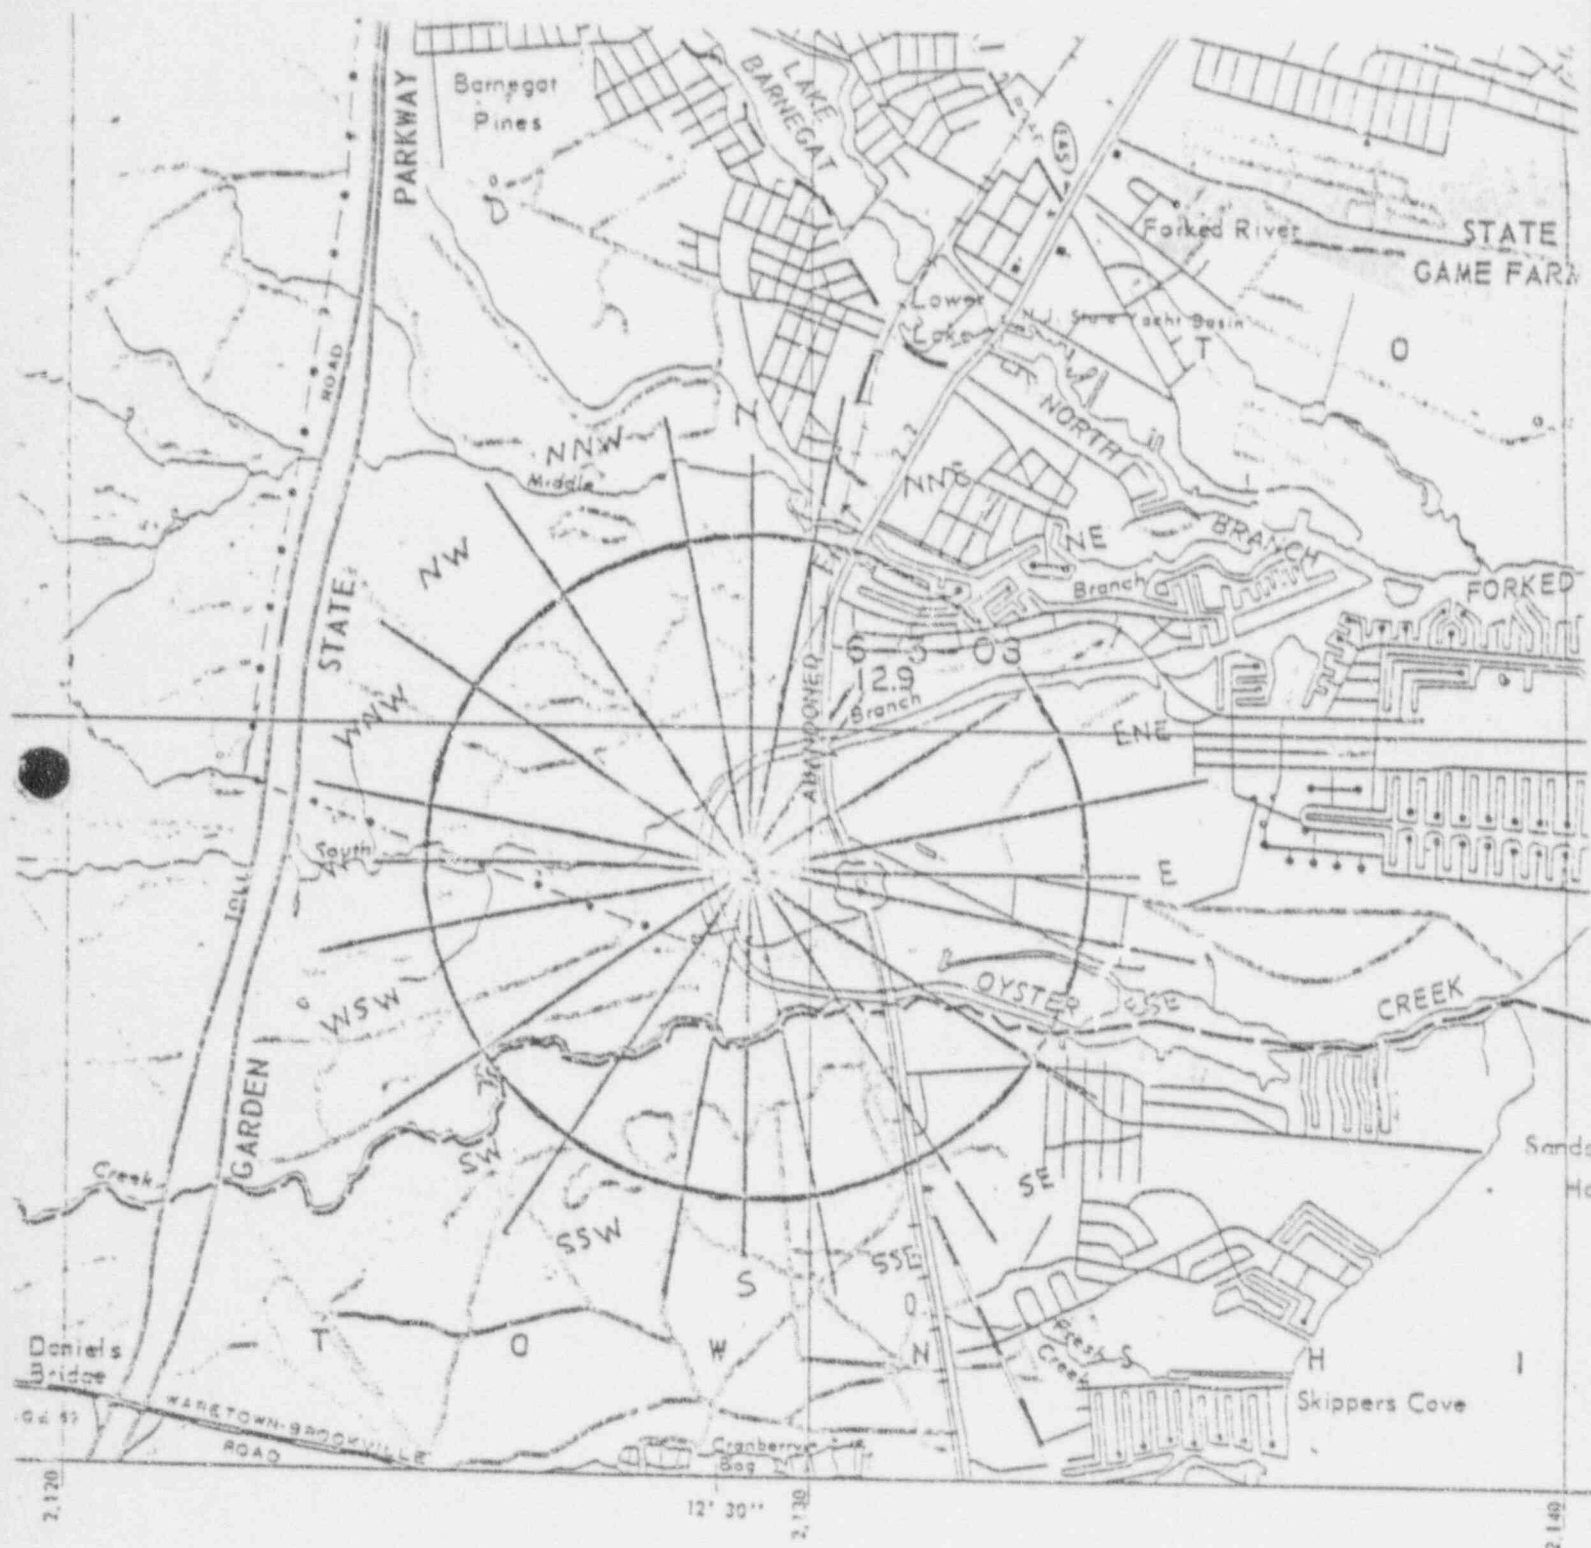 PARKWAY
Barnegat
Pines
LAKE
BARNEGAT
Forked River
STATE
GAME FARM
Lower
Lake
N.J. State Yacht Basin
T
O
ROAD
NORTH
BRANCH
NNW
N
Middle
NNE
NE
Branch
FORKED
NW
STATE
ABANDONED
6
03
12.9
Branch
WNW
ENE
South
TOLL
E
OYSTER
ESE
CREEK
WSW
GARDEN
Creek
SW
SE
Sands
SSW
SSE
S
T
O
W
N
S
H
I
Creek
Daniels
Bridge
Skippers Cove
WARETOWN-BROOKVILLE
ROAD
Cranberry
Bog
2,120
12' 30"
2,130
2,140